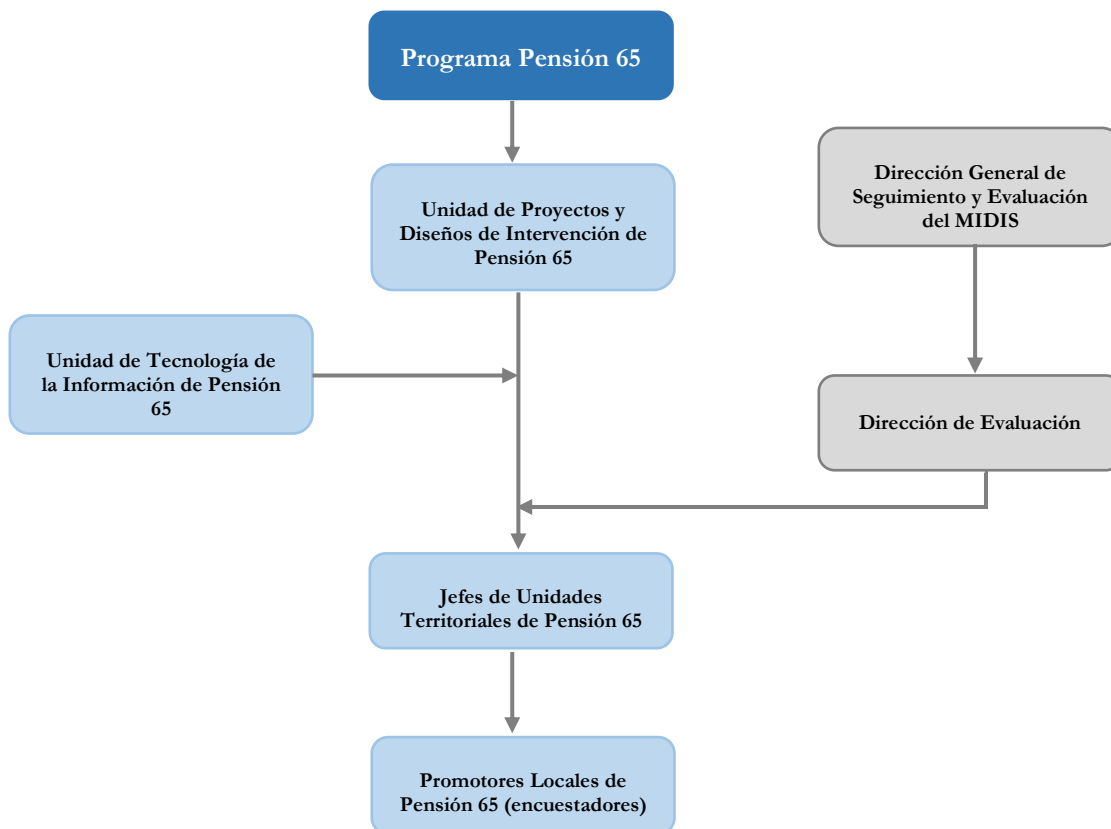 Programa Pensión 65
Unidad de Proyectos y
Diseños de Intervención de
Pensión 65
Dirección General de
Seguimiento y Evaluación
del MIDIS
Unidad de Tecnología de
la Información de Pensión
65
Dirección de Evaluación
Jefes de Unidades
Territoriales de Pensión 65
Promotores Locales de
Pensión 65 (encuestadores)